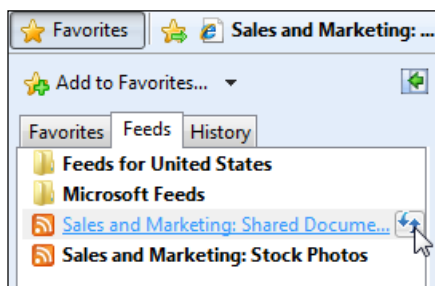 Favorites Sales and Marketing: ...
Add to Favorites...
Favorites Feeds History
Feeds for United States
Microsoft Feeds
Sales and Marketing: Shared Docume...
Sales and Marketing: Stock Photos